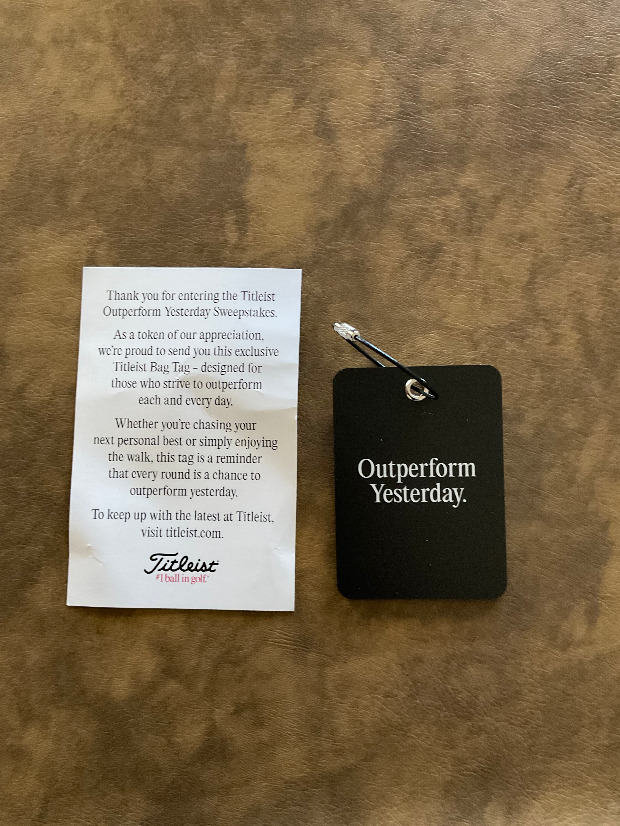 Thank you for entering the Titleist
Outperform Yesterday Sweepstakes.
As a token of our appreciation,
we're proud to send you this exclusive
Titleist Bag Tag – designed for
those who strive to outperform
each and every day.
Whether you're chasing your
next personal best or simply enjoying
the walk, this tag is a reminder
that every round is a chance to
outperform yesterday.
To keep up with the latest at Titleist,
visit titleist.com.
Titleist
#1 ball in golf.
Outperform
Yesterday.